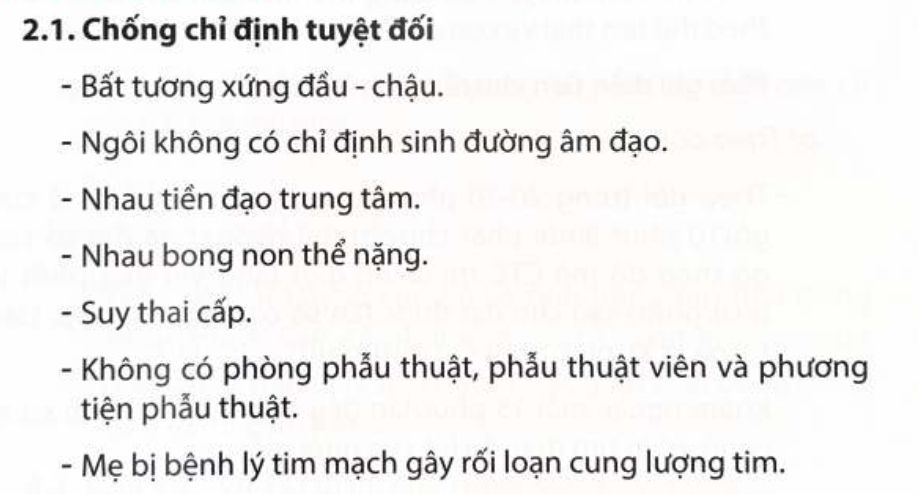 2.1. Chống chỉ định tuyệt đối
- Bất tương xứng đầu - chậu.
- Ngôi không có chỉ định sinh đường âm đạo.
- Nhau tiền đạo trung tâm.
- Nhau bong non thể nặng.
- Suy thai cấp.
- Không có phòng phẫu thuật, phẫu thuật viên và phương
tiện phẫu thuật.
- Mẹ bị bệnh lý tim mạch gây rối loạn cung lượng tim.